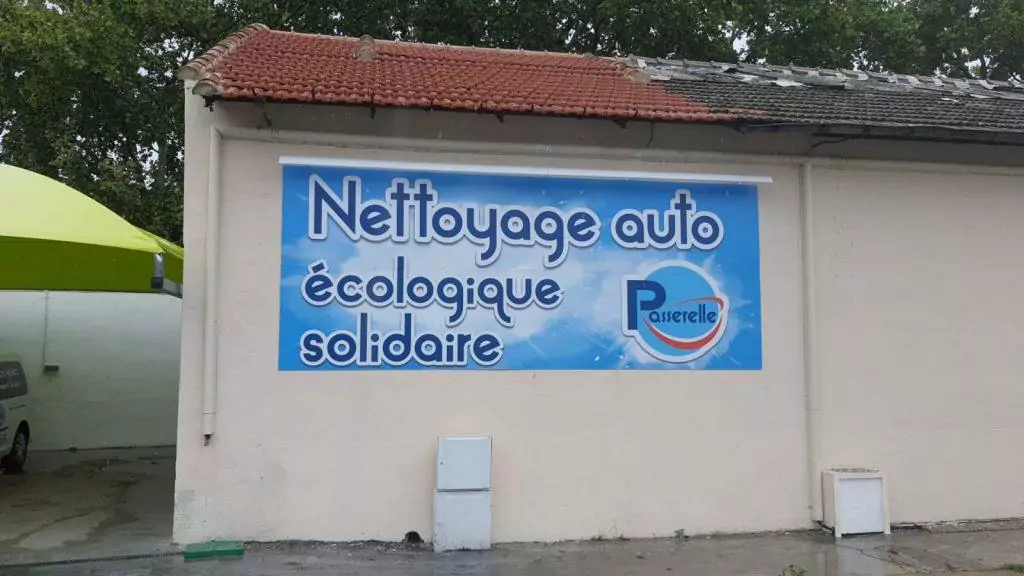 Nettoyage auto
écologique
solidaire
Passerelle